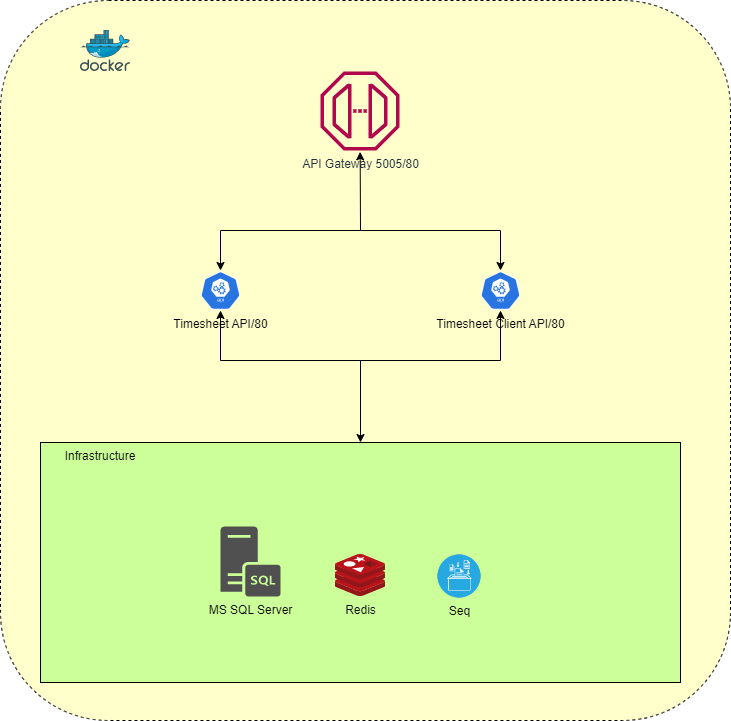 docker
API Gateway 5005/80
Timesheet API/80
Timesheet Client API/80
Infrastructure
SQL
MS SQL Server
Redis
Seq